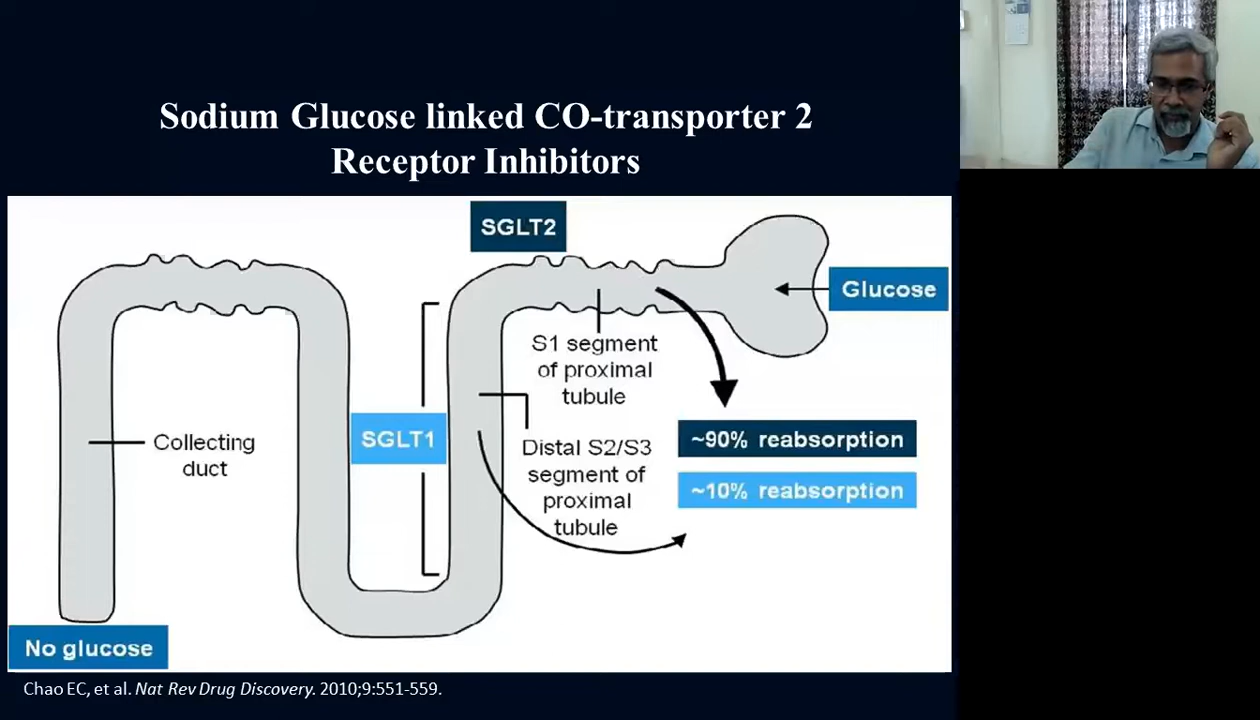 Sodium Glucose linked CO-transporter 2
Receptor Inhibitors
SGLT2
Glucose
S1 segment
of proximal
tubule
SGLT1
Collecting
duct
Distal S2/S3
segment of
proximal
tubule
~90% reabsorption
~10% reabsorption
No glucose
Chao EC, et al. Nat Rev Drug Discovery. 2010;9:551-559.